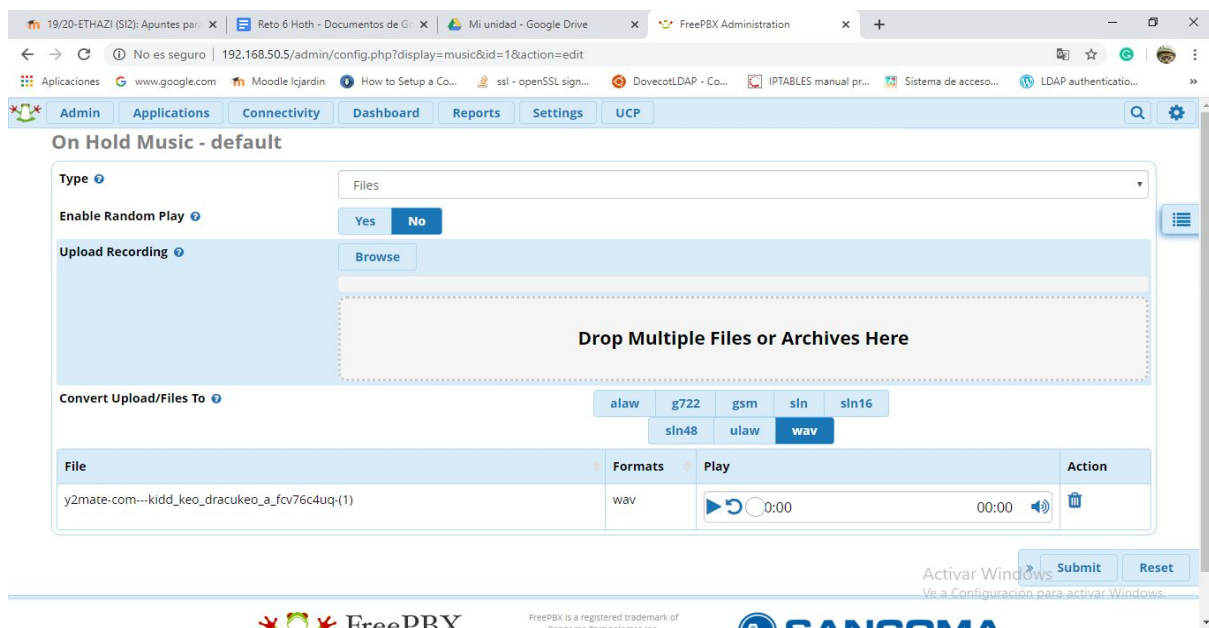 19/20-ETHAZI (SI2): Apuntes par
Reto 6 Hoth - Documentos de G
Mi unidad - Google Drive
FreePBX Administration
No es seguro | 192.168.50.5/admin/config.php?display=music&id=1&action=edit
Aplicaciones
www.google.com
Moodle Icjardin
How to Setup a Co...
ssl - openSSL sign...
DovecotLDAP - Co...
IPTABLES manual pr...
Sistema de acceso...
LDAP authenticatio...
»
Admin
Applications
Connectivity
Dashboard
Reports
Settings
UCP
On Hold Music - default
Type
Files
Enable Random Play
Yes
No
Upload Recording
Browse
Drop Multiple Files or Archives Here
Convert Upload/Files To
alaw
g722
gsm
sln
sln16
sln48
ulaw
wav
File
Formats
Play
Action
y2mate-com---kidd_keo_dracukeo_a_fcv76c4uq-(1)
wav
0:00
00:00
»
Submit
Reset
Activar Windows
Ve a Configuración para activar Windows.
FreePBX
FreePBX is a registered trademark of
Sangoma Technologies Inc.
SANGOMA